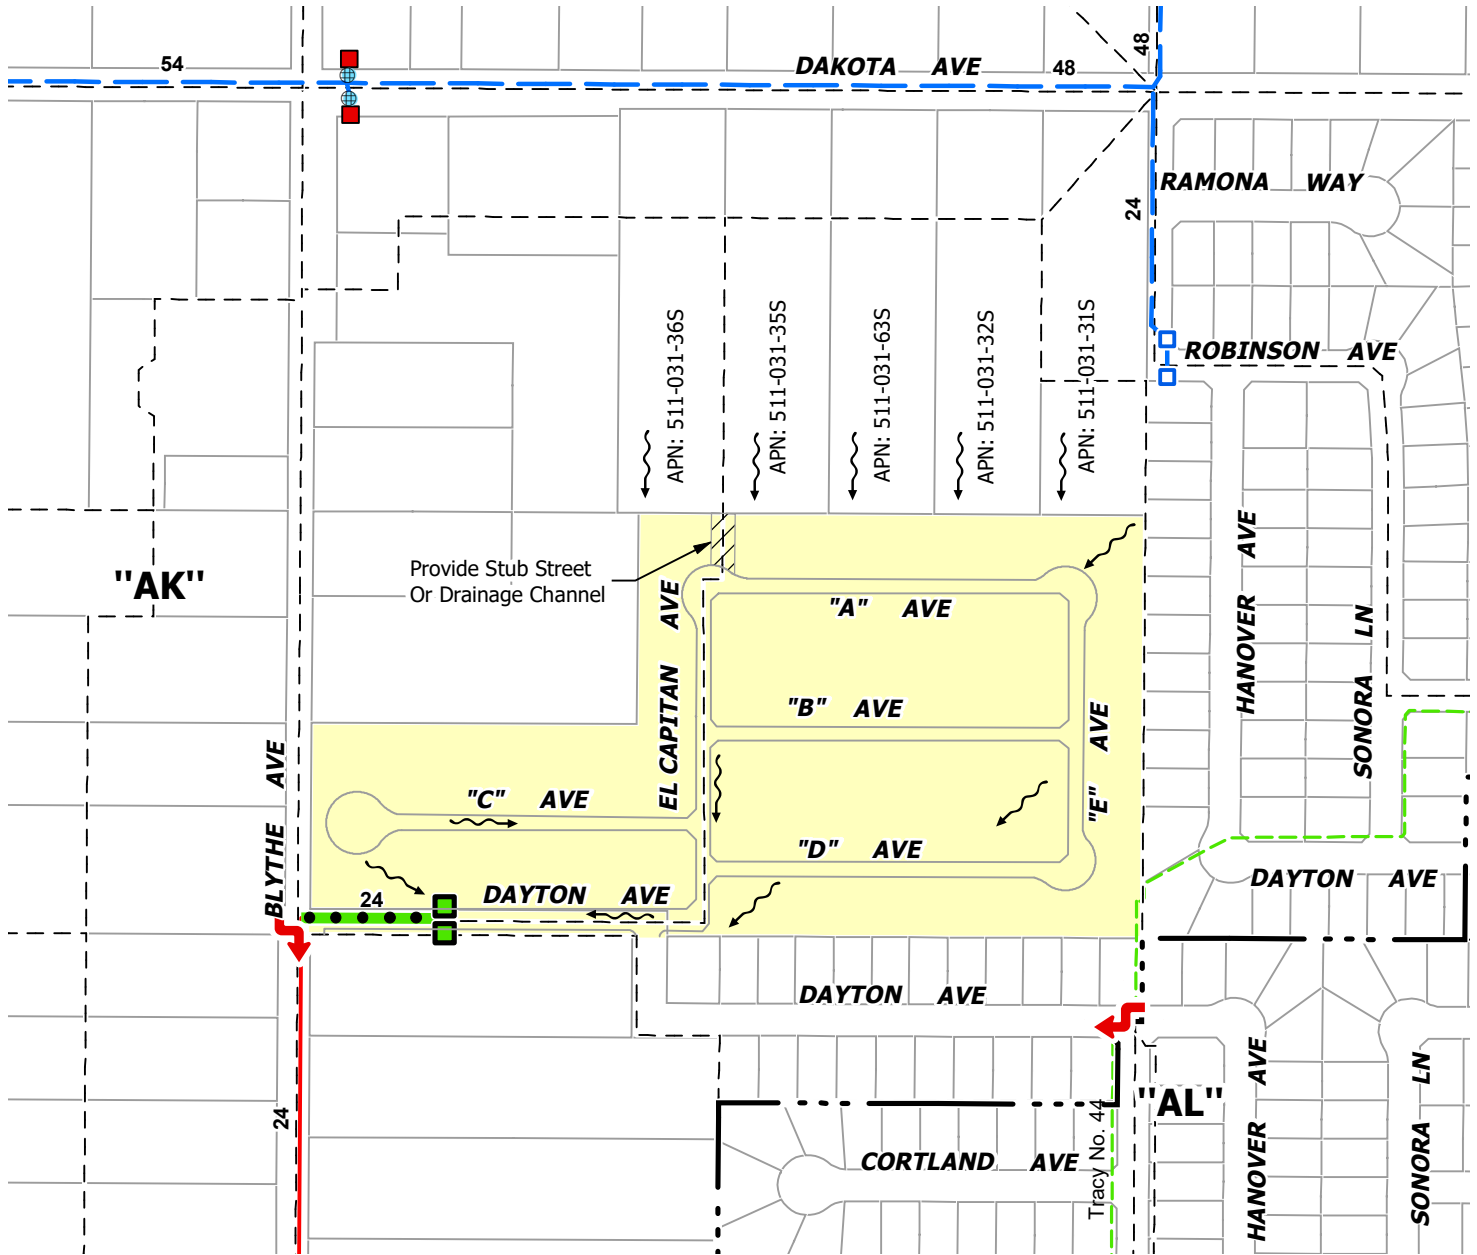 54
DAKOTA AVE
48
48
RAMONA WAY
24
ROBINSON AVE
APN: 511-031-36S
APN: 511-031-35S
APN: 511-031-63S
APN: 511-031-32S
APN: 511-031-31S
"AK"
Provide Stub Street
Or Drainage Channel
EL CAPITAN AVE
"A" AVE
"B" AVE
"C" AVE
"D" AVE
"E" AVE
HANOVER AVE
SONORA LN
BLYTHE AVE
24
DAYTON AVE
DAYTON AVE
DAYTON AVE
24
"AL"
Tracy No. 44
CORTLAND AVE
HANOVER AVE
SONORA LN